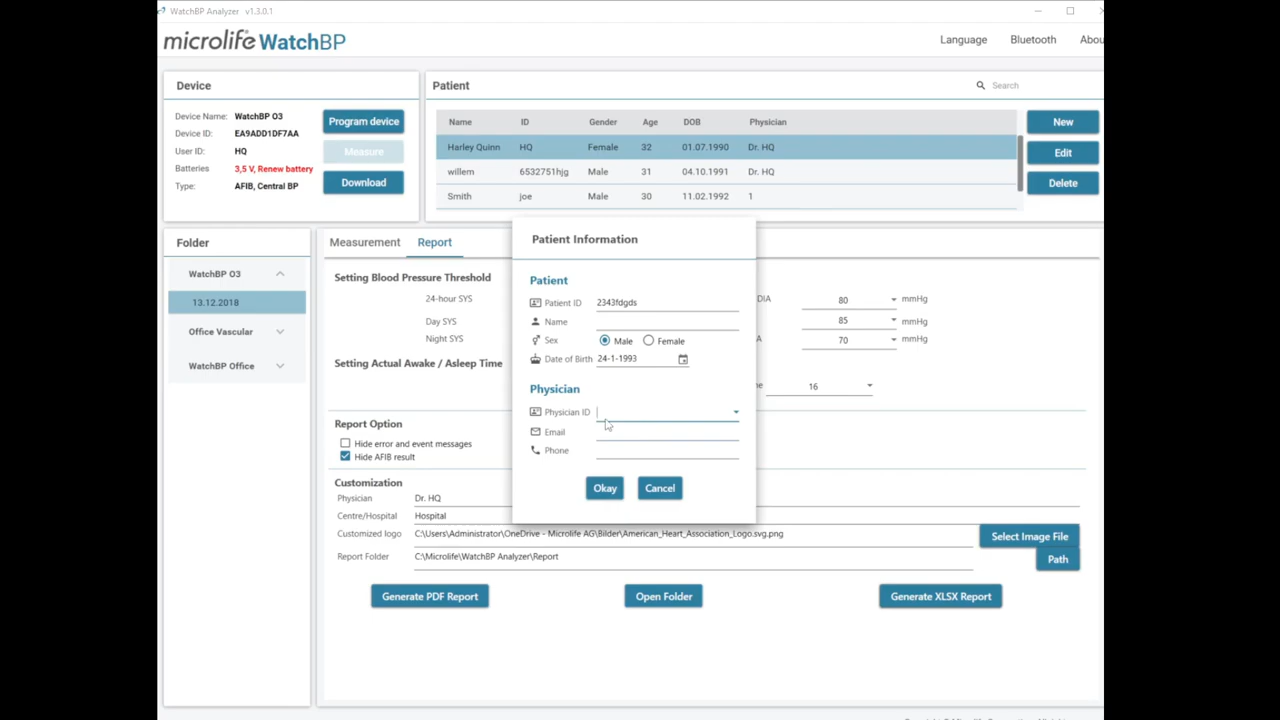 WatchBP Analyzer v1.3.0.1
microlife WatchBP
Language Bluetooth Abou
Device
Device Name: WatchBP O3
Device ID: EA9ADD1DF7AA
User ID: HQ
Batteries 3,5 V, Renew battery
Type: AFIB, Central BP
Program device
Measure
Download
Patient
Search
Name ID Gender Age DOB Physician
Harley Quinn HQ Female 32 01.07.1990 Dr. HQ
willem 6532751hjg Male 31 04.10.1991 Dr. HQ
Smith joe Male 30 11.02.1992 1
New
Edit
Delete
Folder
WatchBP O3
13.12.2018
Office Vascular
WatchBP Office
Measurement Report
Setting Blood Pressure Threshold
24-hour SYS
DIA 80 mmHg
Day SYS
85 mmHg
Night SYS
A 70 mmHg
Setting Actual Awake / Asleep Time
ne 16
Report Option
Hide error and event messages
Hide AFIB result
Customization
Physician Dr. HQ
Centre/Hospital Hospital
Customized logo C:\Users\Administrator\OneDrive - Microlife AG\Bilder\American_Heart_Association_Logo.svg.png
Select Image File
Report Folder C:\Microlife\WatchBP Analyzer\Report
Path
Generate PDF Report Open Folder Generate XLSX Report
Patient Information
Patient
Patient ID 2343fdgds
Name
Sex Male Female
Date of Birth 24-1-1993
Physician
Physician ID
Email
Phone
Okay Cancel